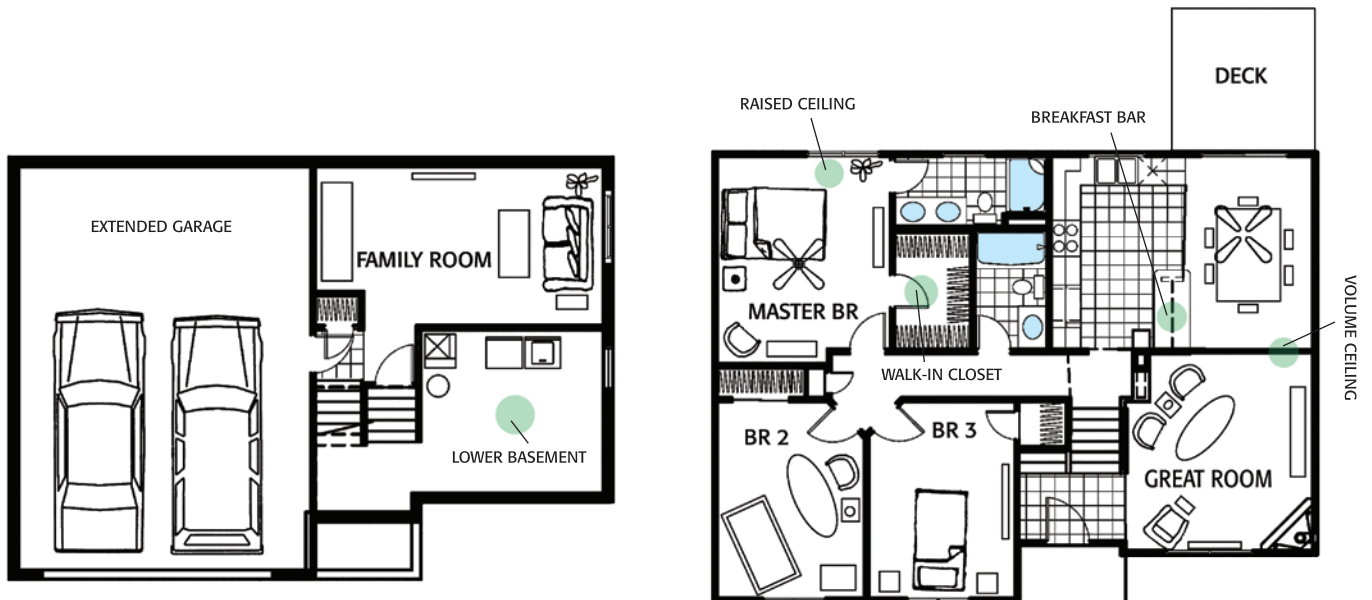 EXTENDED GARAGE
FAMILY ROOM
LOWER BASEMENT
RAISED CEILING
BREAKFAST BAR
DECK
MASTER BR
WALK-IN CLOSET
VOLUME CEILING
BR 2
BR 3
GREAT ROOM